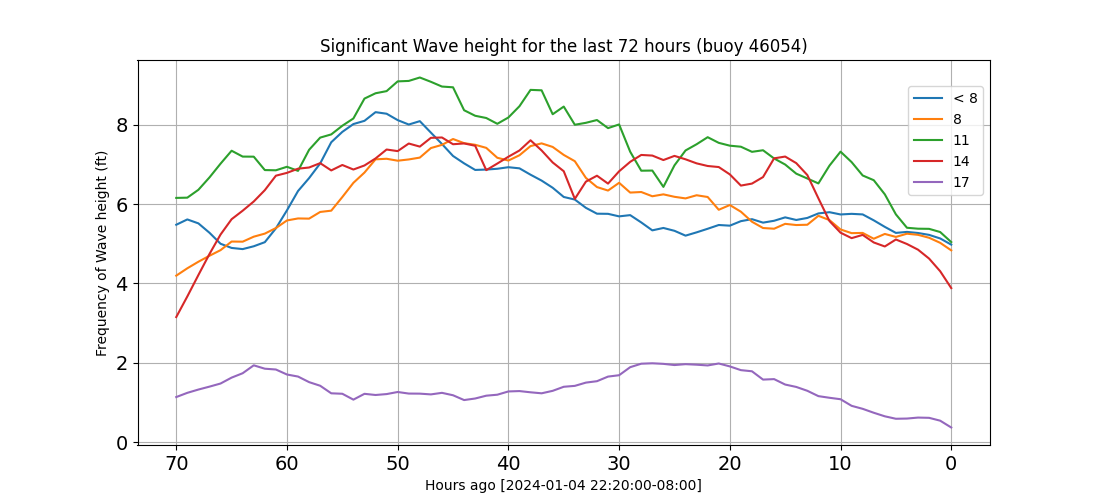 Significant Wave height for the last 72 hours (buoy 46054)
Frequency of Wave height (ft)
8
6
4
2
0
< 8
8
11
14
17
70 60 50 40 30 20 10 0
Hours ago [2024-01-04 22:20:00-08:00]